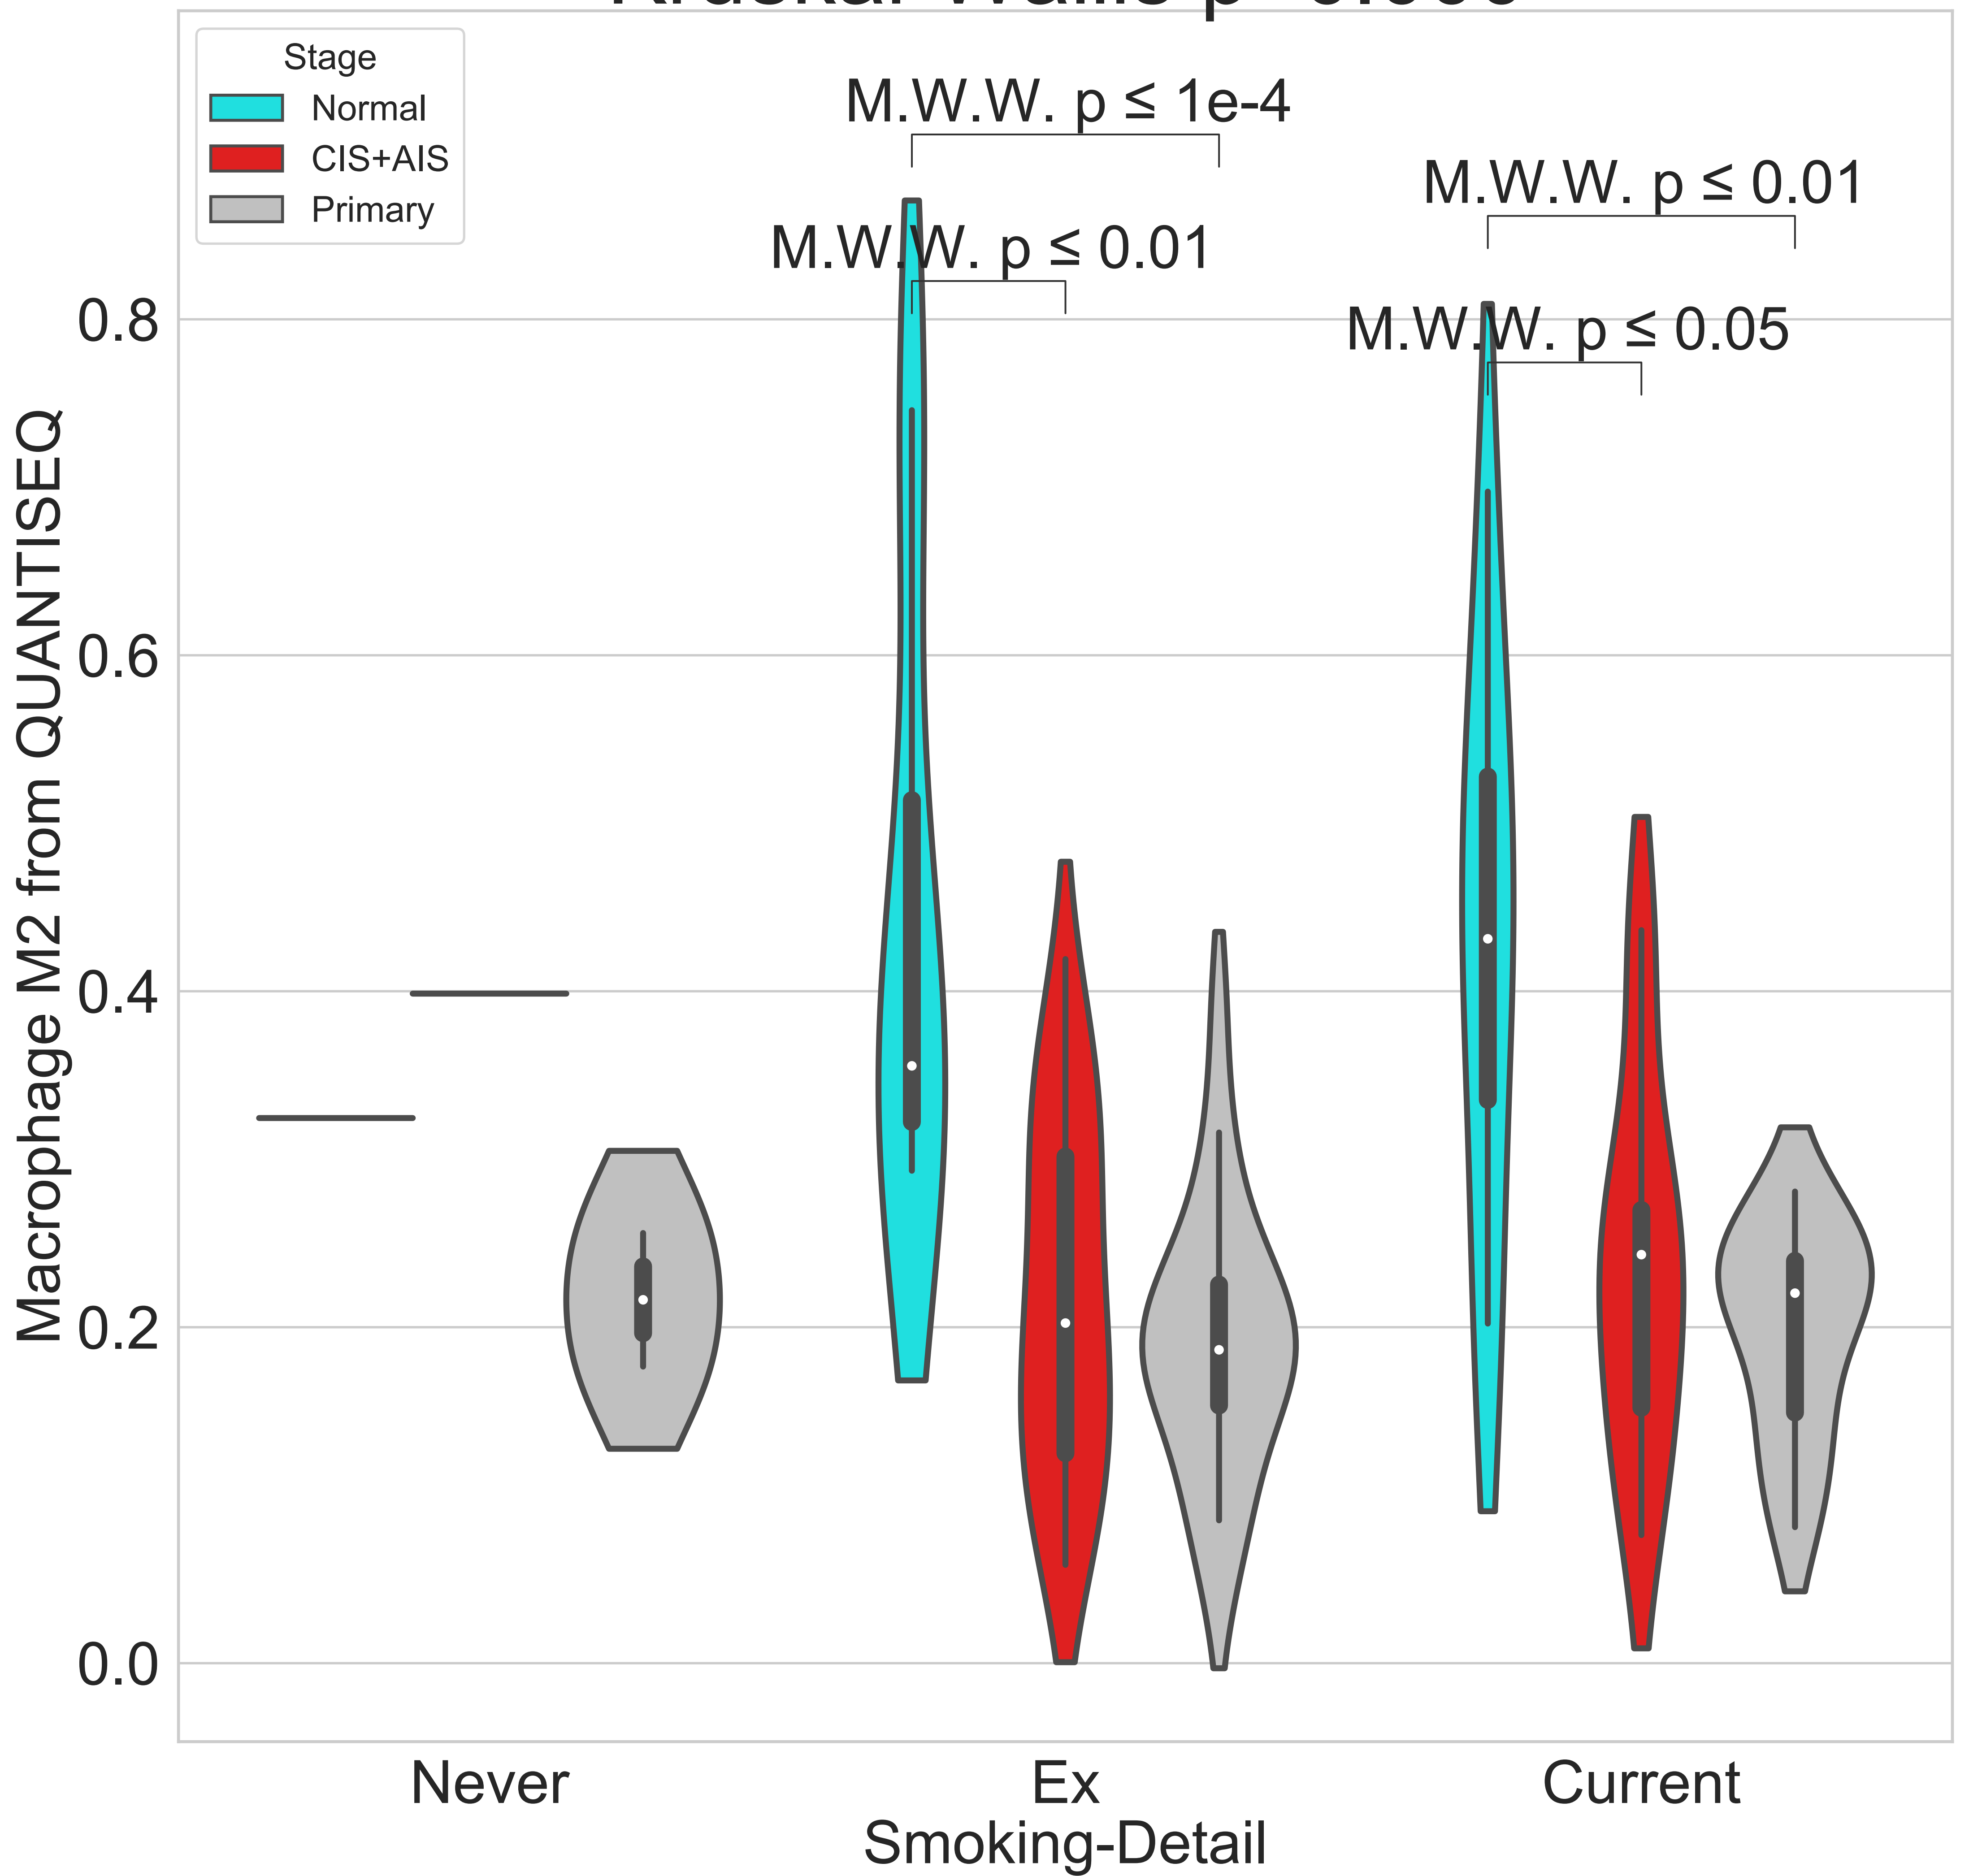 Stage
Normal
CIS+AIS
Primary
M.W.W. p ≤ 1e-4
M.W.W. p ≤ 0.01
M.W.W. p ≤ 0.01
M.W.W. p ≤ 0.05
Macrophage M2 from QUANTISEQ
0.8
0.6
0.4
0.2
0.0
Never
Ex
Current
Smoking-Detail